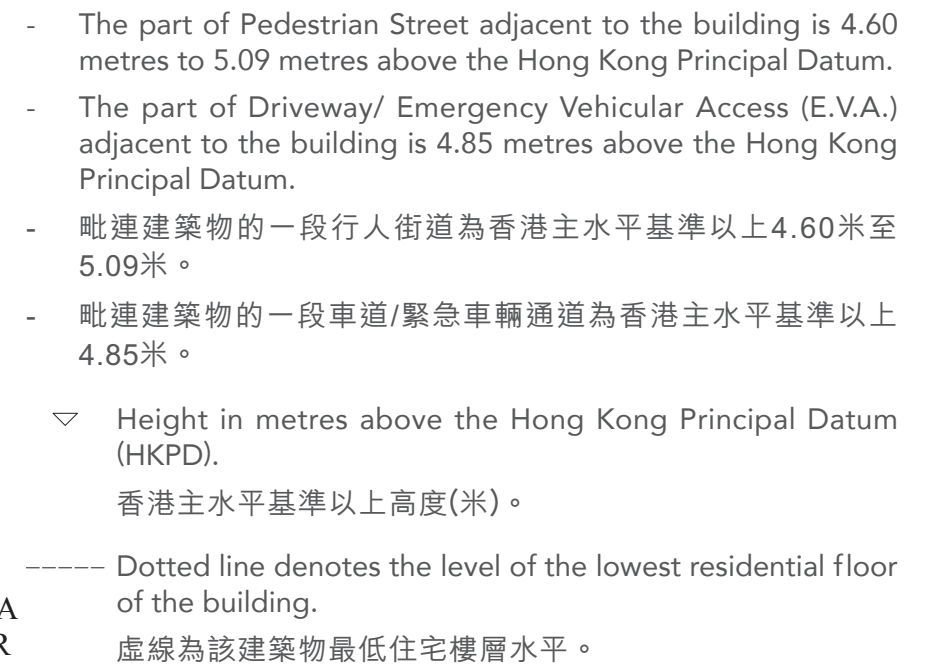 - The part of Pedestrian Street adjacent to the building is 4.60
metres to 5.09 metres above the Hong Kong Principal Datum.
- The part of Driveway/ Emergency Vehicular Access (E.V.A.)
adjacent to the building is 4.85 metres above the Hong Kong
Principal Datum.
- 毗連建築物的一段行人街道為香港主水平基準以上4.60米至
5.09米。
- 毗連建築物的一段車道/緊急車輛通道為香港主水平基準以上
4.85米。
Height in metres above the Hong Kong Principal Datum
(HKPD).
香港主水平基準以上高度(米)。
Dotted line denotes the level of the lowest residential floor
of the building.
虛線為該建築物最低住宅樓層水平。
A
R